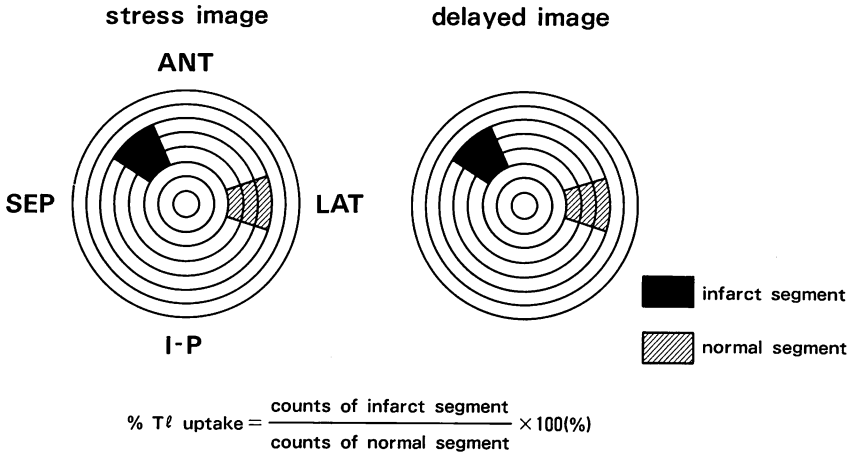 stress image
delayed image
ANT
SEP
LAT
I-P
infarct segment
normal segment
% Tℓ uptake = counts of infarct segment / counts of normal segment × 100(%)